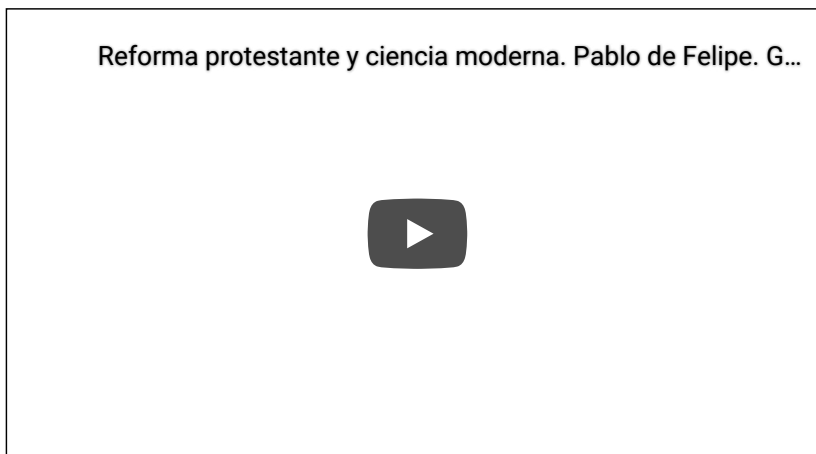 Reforma protestante y ciencia moderna. Pablo de Felipe. G...